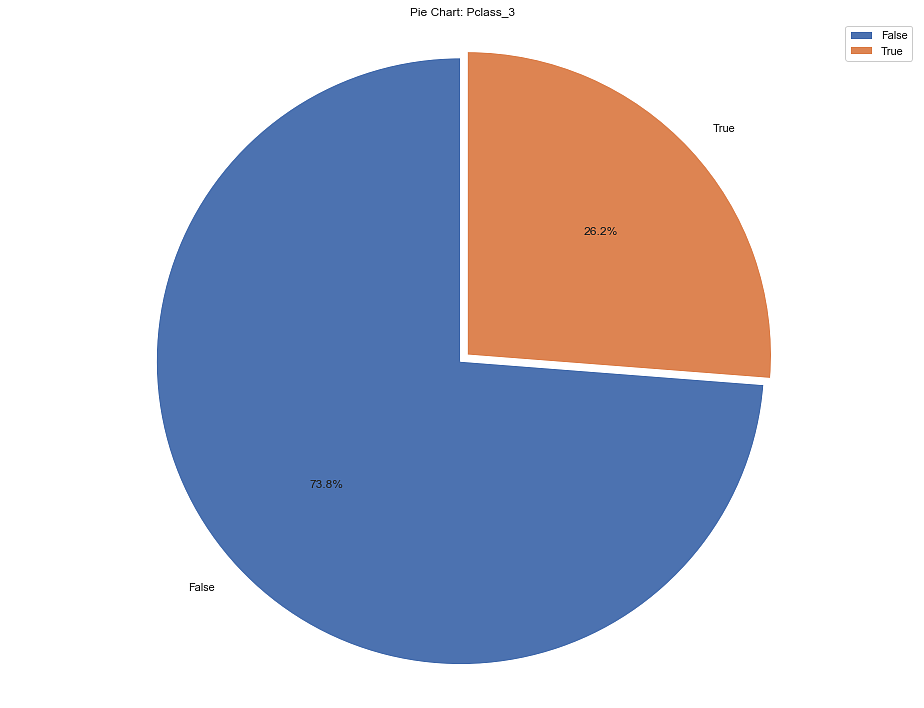 Pie Chart: Pclass_3
False
True
True
26.2%
73.8%
False